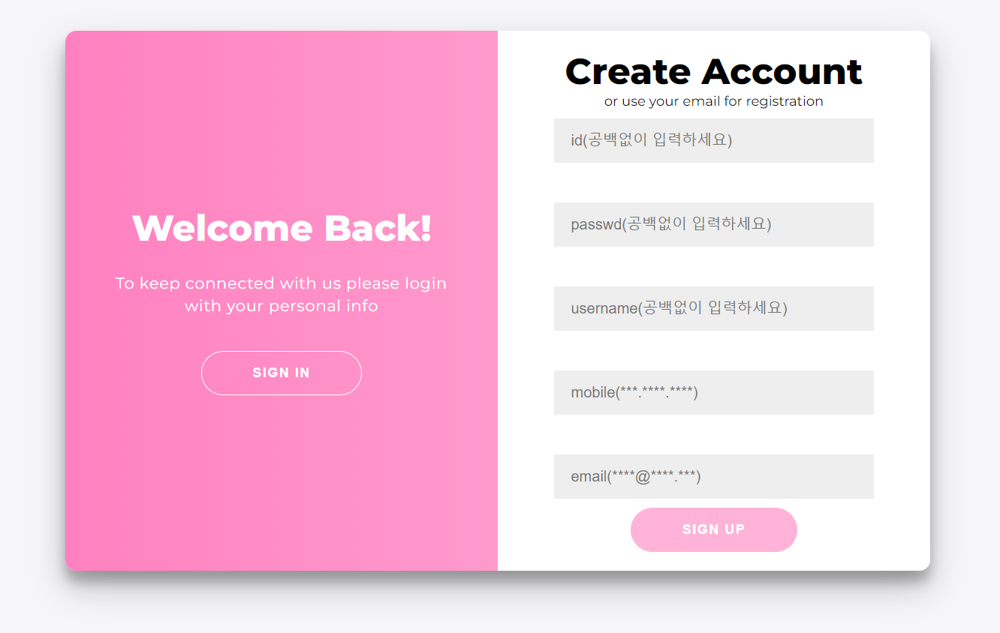 Welcome Back!
To keep connected with us please login
with your personal info
SIGN IN
Create Account
or use your email for registration
id(공백없이 입력하세요)
passwd(공백없이 입력하세요)
username(공백없이 입력하세요)
mobile(***.****.****)
email(****@****.***)
SIGN UP